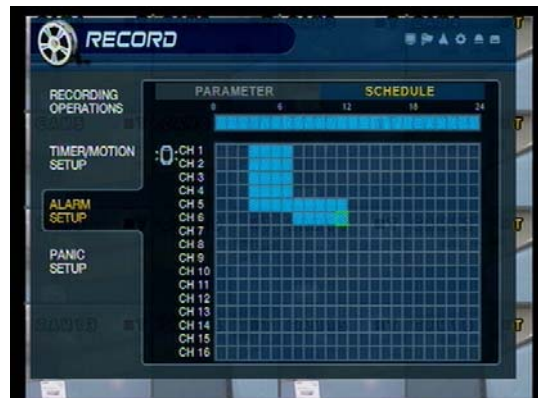 RECORD
RECORDING
OPERATIONS
TIMER/MOTION
SETUP
ALARM
SETUP
PANIC
SETUP
PARAMETER
SCHEDULE
0 6 12 18 24
CH 1
CH 2
CH 3
CH 4
CH 5
CH 6
CH 7
CH 8
CH 9
CH 10
CH 11
CH 12
CH 13
CH 14
CH 15
CH 16